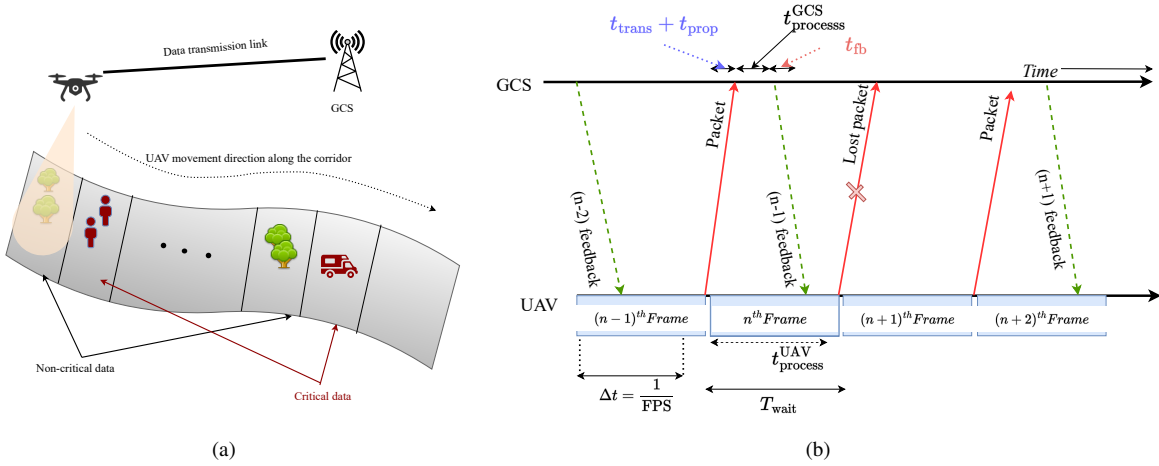 Data transmission link
GCS
UAV movement direction along the corridor
Non-critical data
Critical data
(a)
t_trans + t_prop
t_processs^GCS
t_fb
Time
GCS
Packet
Lost packet
Packet
(n-2) feedback
(n-1) feedback
(n+1) feedback
UAV
(n − 1)^th Frame
n^th Frame
(n + 1)^th Frame
(n + 2)^th Frame
t_process^UAV
Δt = 1/FPS
T_wait
(b)